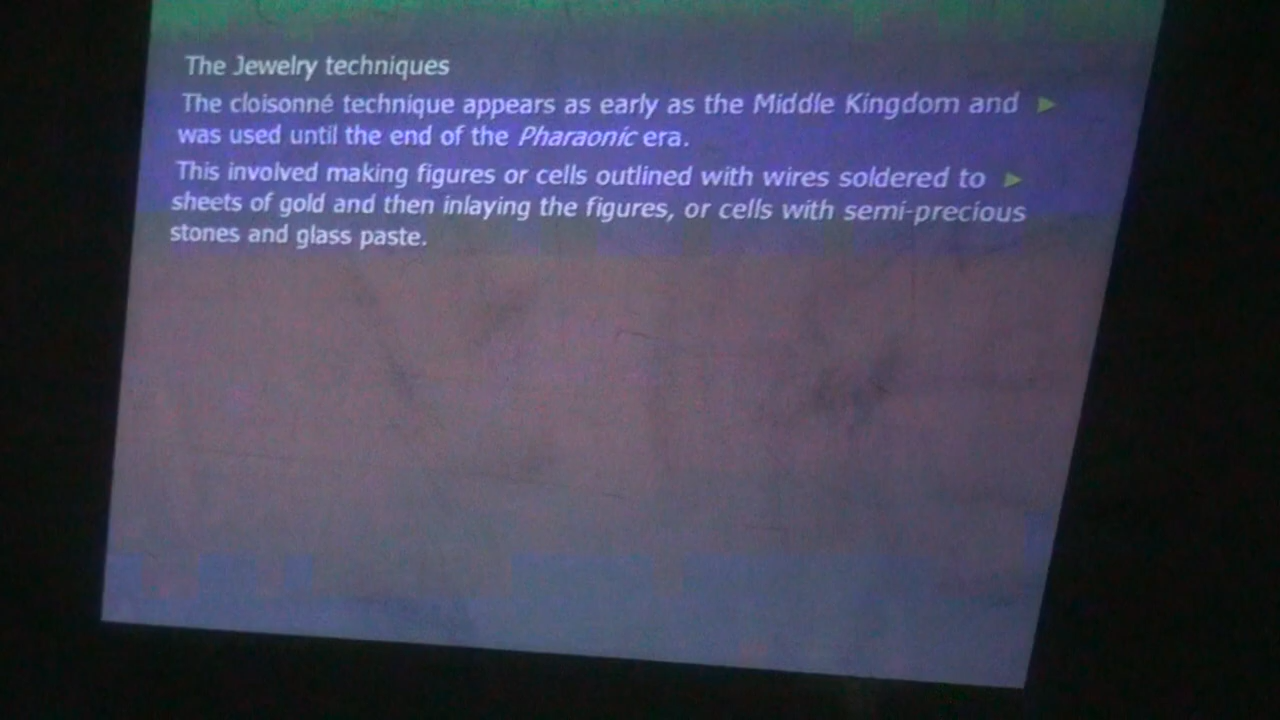 The Jewelry techniques
The cloisonné technique appears as early as the Middle Kingdom and
was used until the end of the Pharaonic era.
This involved making figures or cells outlined with wires soldered to
sheets of gold and then inlaying the figures, or cells with semi-precious
stones and glass paste.